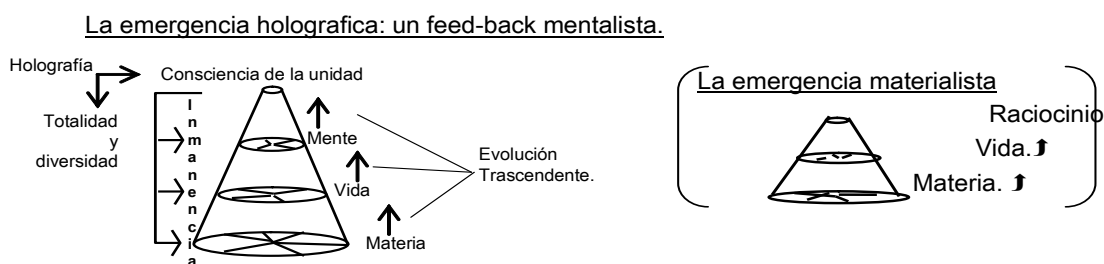 La emergencia holografica: un feed-back mentalista.
Holografía
Consciencia de la unidad
Totalidad
y
diversidad
Inmanencia
Mente
Vida
Materia
Evolución
Trascendente.
La emergencia materialista
Raciocinio
Vida.
Materia.